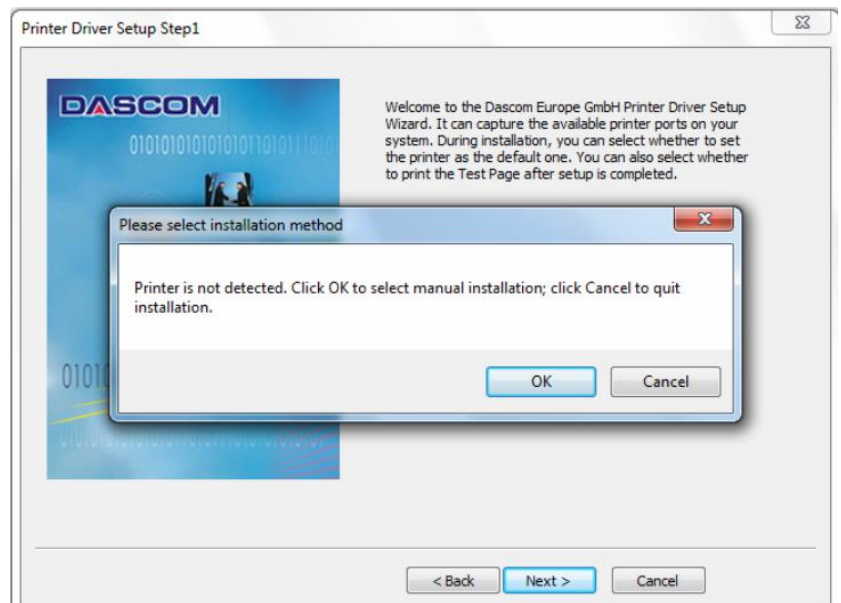 Printer Driver Setup Step1
DASCOM
Welcome to the Dascom Europe GmbH Printer Driver Setup
Wizard. It can capture the available printer ports on your
system. During installation, you can select whether to set
the printer as the default one. You can also select whether
to print the Test Page after setup is completed.
Please select installation method
Printer is not detected. Click OK to select manual installation; click Cancel to quit
installation.
OK
Cancel
< Back
Next >
Cancel